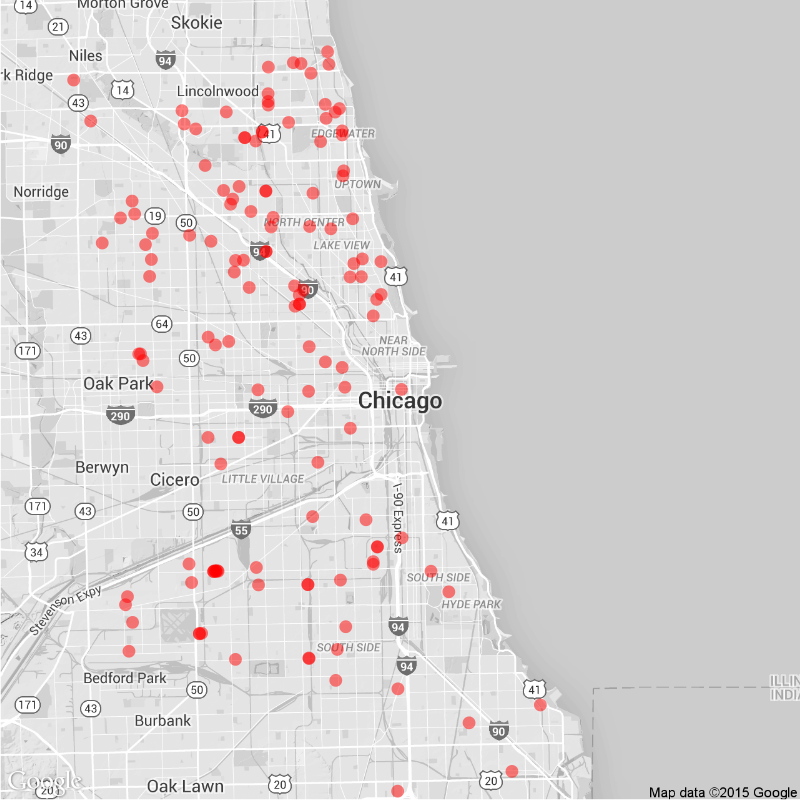 14
Morton Grove
Skokie
21
Niles
94
rk Ridge
14
Lincolnwood
43
41
EDGEWATER
90
Norridge
UPTOWN
19
50
NORTH CENTER
LAKE VIEW
9
41
90
64
43
171
50
NEAR
NORTH SIDE
Oak Park
290
290
Chicago
Berwyn
Cicero
LITTLE VILLAGE
171
43
50
I-90 Express
41
55
34
SOUTH SIDE
HYDE PARK
Stevenson Expy
94
SOUTH SIDE
94
Bedford Park
50
41
ILLIN
INDI
171
43
Burbank
90
Google
20
Oak Lawn
20
20
Map data ©2015 Google